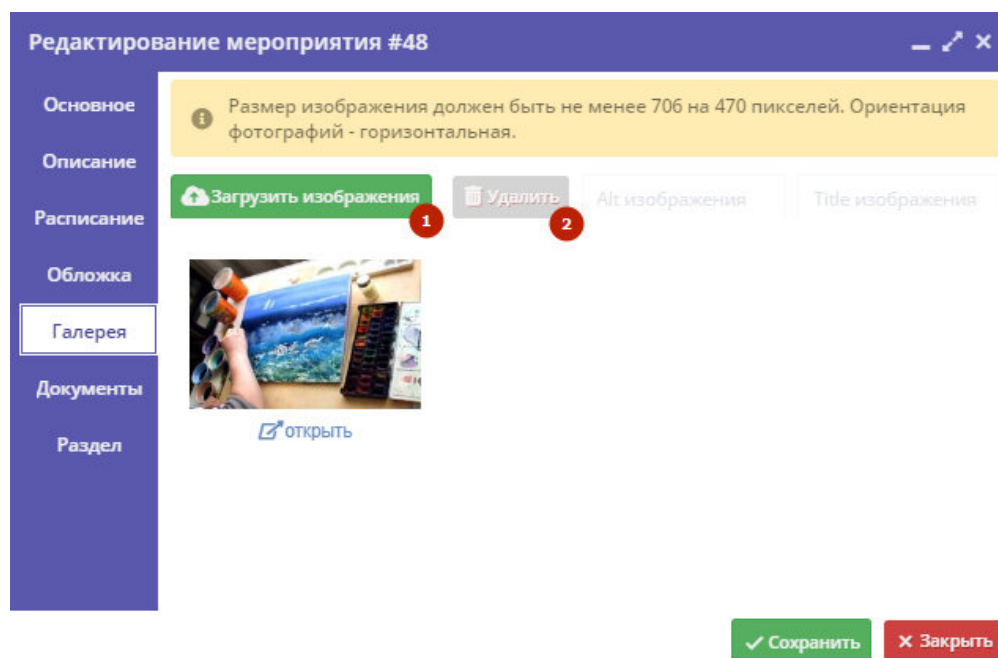 Редактирование мероприятия #48
Основное
Описание
Расписание
Обложка
Галерея
Документы
Раздел
Размер изображения должен быть не менее 706 на 470 пикселей. Ориентация
фотографий - горизонтальная.
Загрузить изображения
1
Удалить
2
Alt изображения
Title изображения
открыть
Сохранить
Закрыть